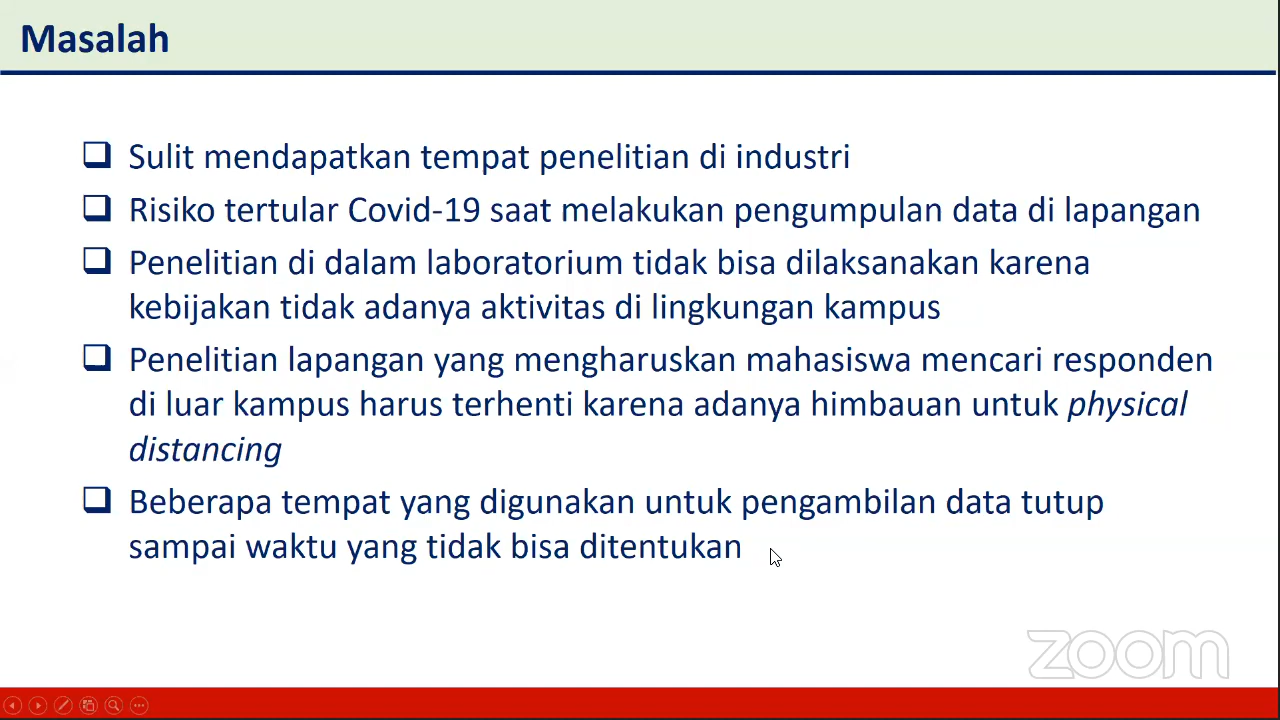 Masalah
Sulit mendapatkan tempat penelitian di industri
Risiko tertular Covid-19 saat melakukan pengumpulan data di lapangan
Penelitian di dalam laboratorium tidak bisa dilaksanakan karena
kebijakan tidak adanya aktivitas di lingkungan kampus
Penelitian lapangan yang mengharuskan mahasiswa mencari responden
di luar kampus harus terhenti karena adanya himbauan untuk physical
distancing
Beberapa tempat yang digunakan untuk pengambilan data tutup
sampai waktu yang tidak bisa ditentukan
zoom